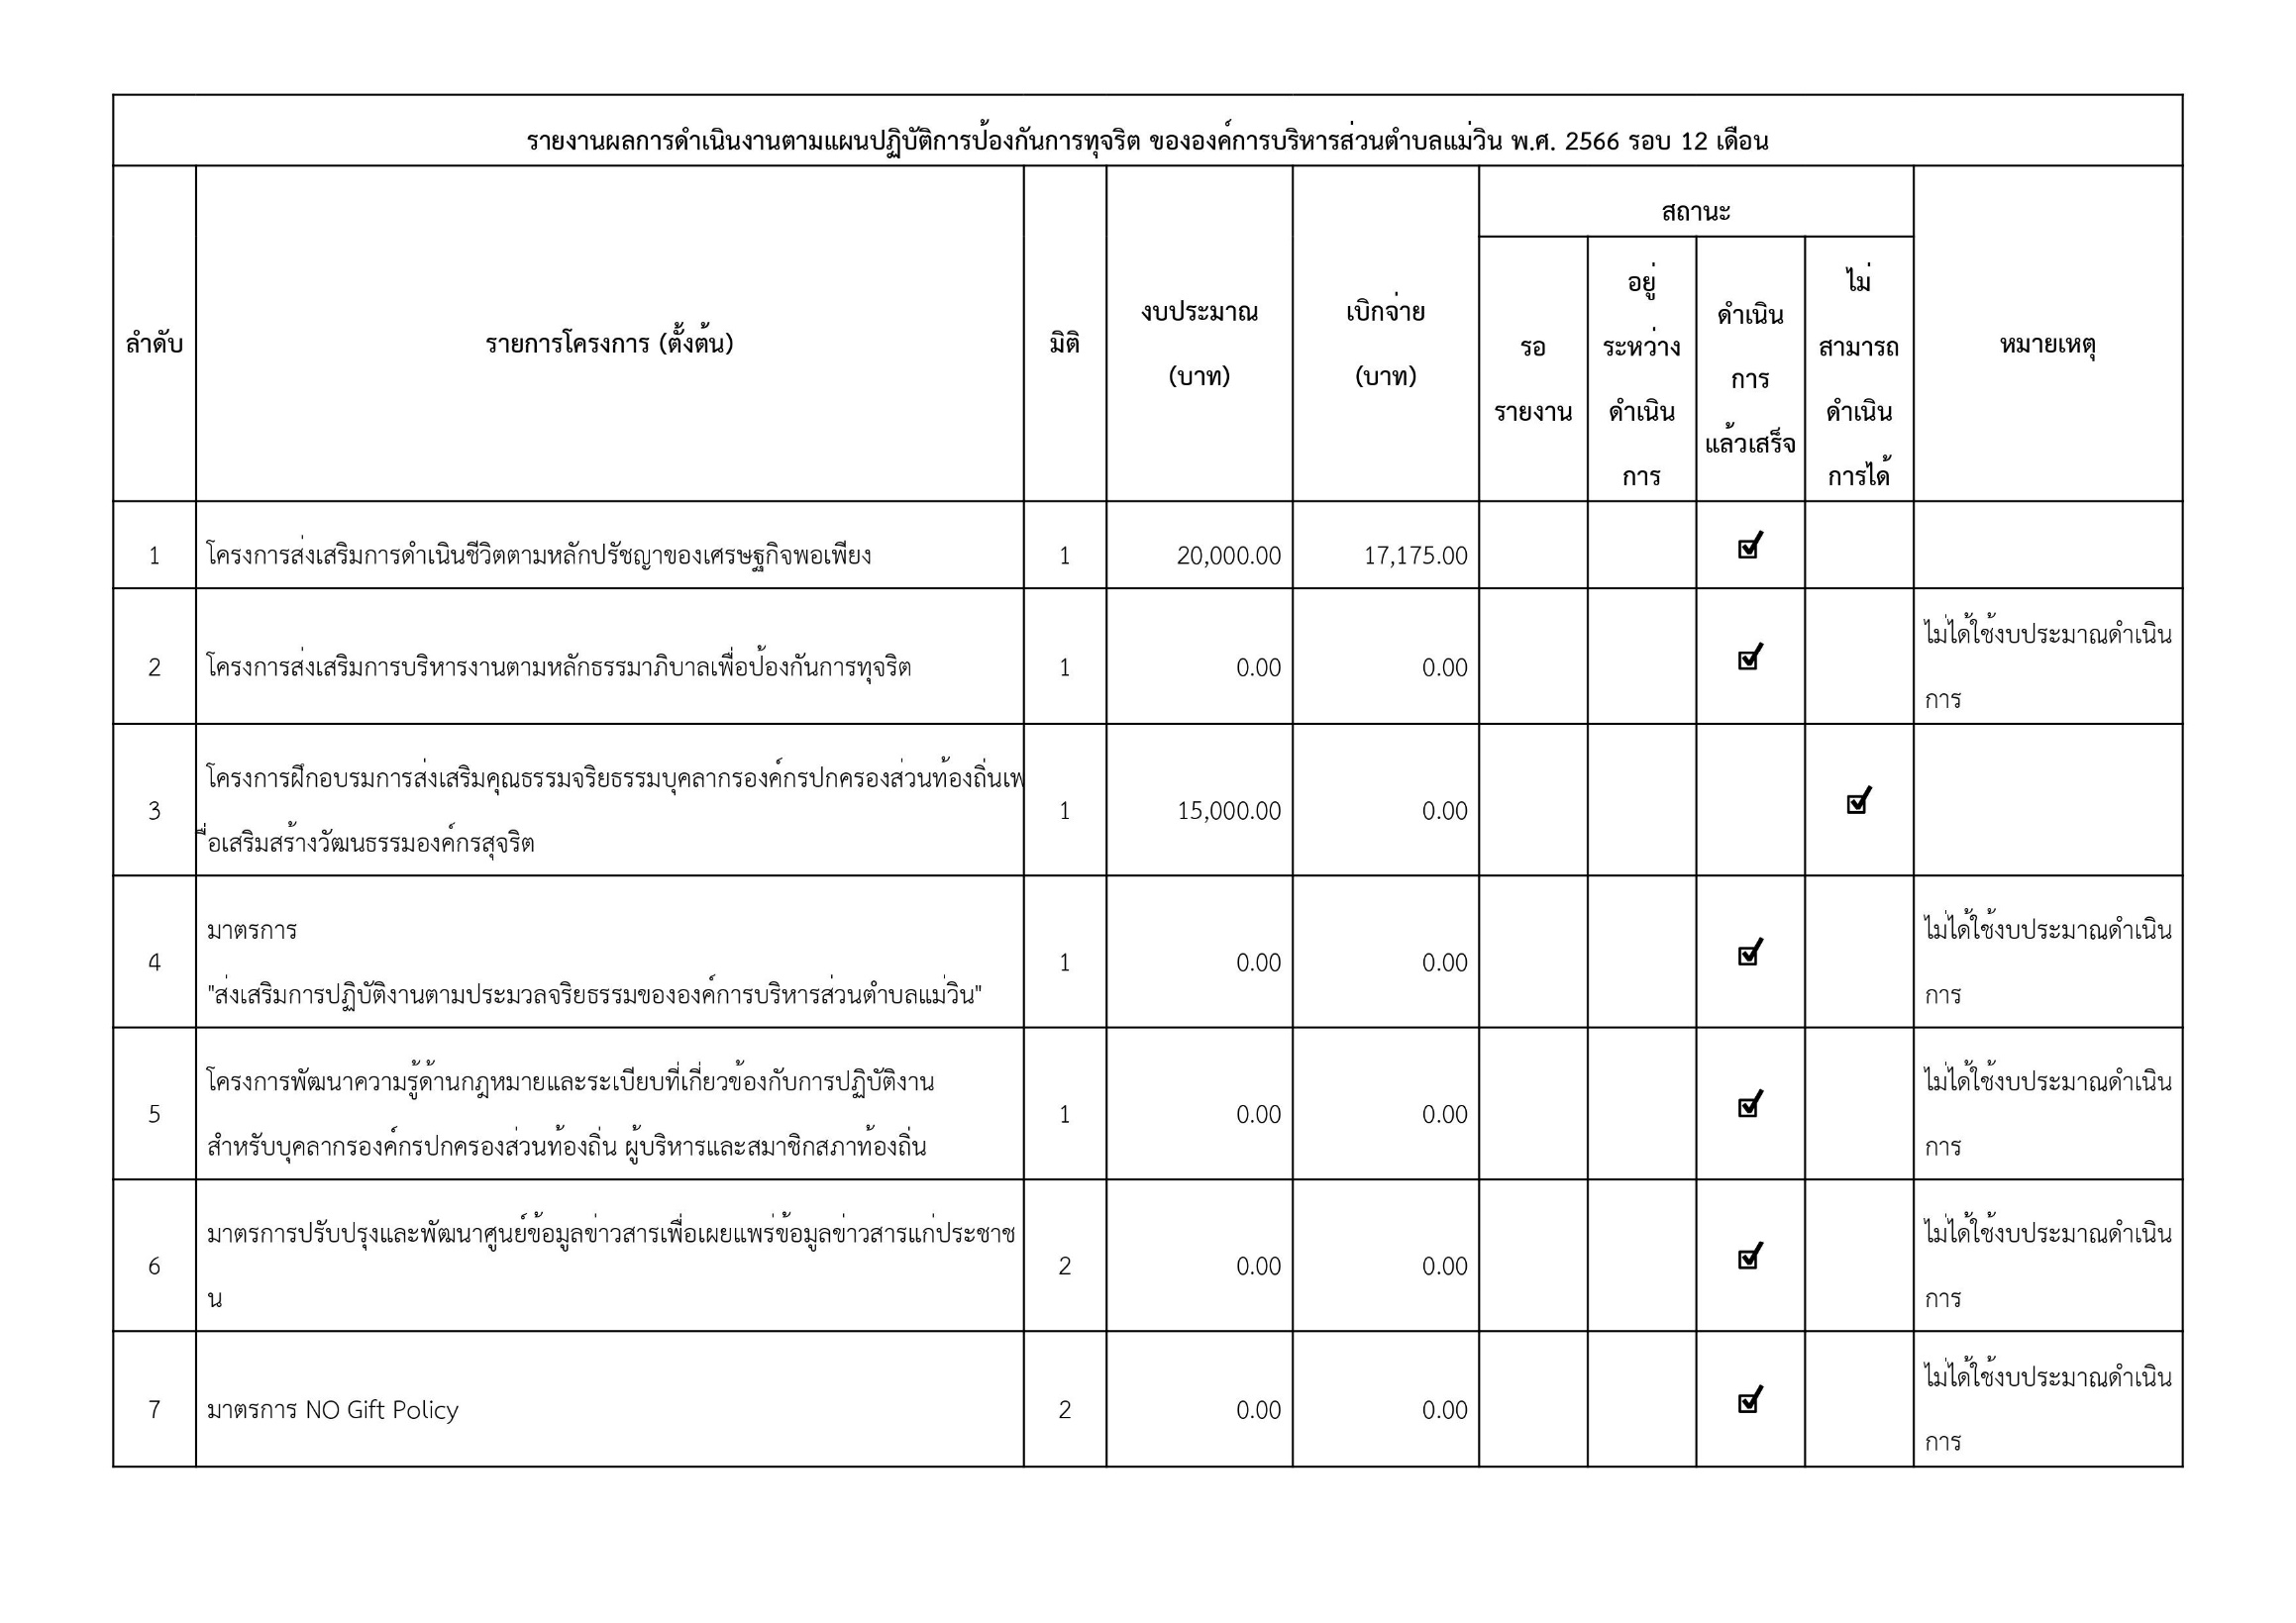 รายงานผลการดำเนินงานตามแผนปฏิบัติการป้องกันการทุจริต ขององค์การบริหารส่วนตำบลแม่วิน พ.ศ. 2566 รอบ 12 เดือน
ลำดับ
รายการโครงการ (ตั้งต้น)
มิติ
งบประมาณ
(บาท)
เบิกจ่าย
(บาท)
สถานะ
รอ
รายงาน
อยู่
ระหว่าง
ดำเนิน
การ
ดำเนิน
การ
แล้วเสร็จ
ไม่
สามารถ
ดำเนิน
การได้
หมายเหตุ
1 โครงการส่งเสริมการดำเนินชีวิตตามหลักปรัชญาของเศรษฐกิจพอเพียง 1 20,000.00 17,175.00 ☑
2 โครงการส่งเสริมการบริหารงานตามหลักธรรมาภิบาลเพื่อป้องกันการทุจริต 1 0.00 0.00 ☑ ไม่ได้ใช้งบประมาณดำเนิน
การ
โครงการฝึกอบรมการส่งเสริมคุณธรรมจริยธรรมบุคลากรองค์กรปกครองส่วนท้องถิ่นเพ
3 1 15,000.00 0.00 ☑
ื่อเสริมสร้างวัฒนธรรมองค์กรสุจริต
มาตรการ ไม่ได้ใช้งบประมาณดำเนิน
4 1 0.00 0.00 ☑
"ส่งเสริมการปฏิบัติงานตามประมวลจริยธรรมขององค์การบริหารส่วนตำบลแม่วิน" การ
โครงการพัฒนาความรู้ด้านกฎหมายและระเบียบที่เกี่ยวข้องกับการปฏิบัติงาน ไม่ได้ใช้งบประมาณดำเนิน
5 1 0.00 0.00 ☑
สำหรับบุคลากรองค์กรปกครองส่วนท้องถิ่น ผู้บริหารและสมาชิกสภาท้องถิ่น การ
มาตรการปรับปรุงและพัฒนาศูนย์ข้อมูลข่าวสารเพื่อเผยแพร่ข้อมูลข่าวสารแก่ประชาช ไม่ได้ใช้งบประมาณดำเนิน
6 2 0.00 0.00 ☑
น การ
7 มาตรการ NO Gift Policy 2 0.00 0.00 ☑ ไม่ได้ใช้งบประมาณดำเนิน
การ